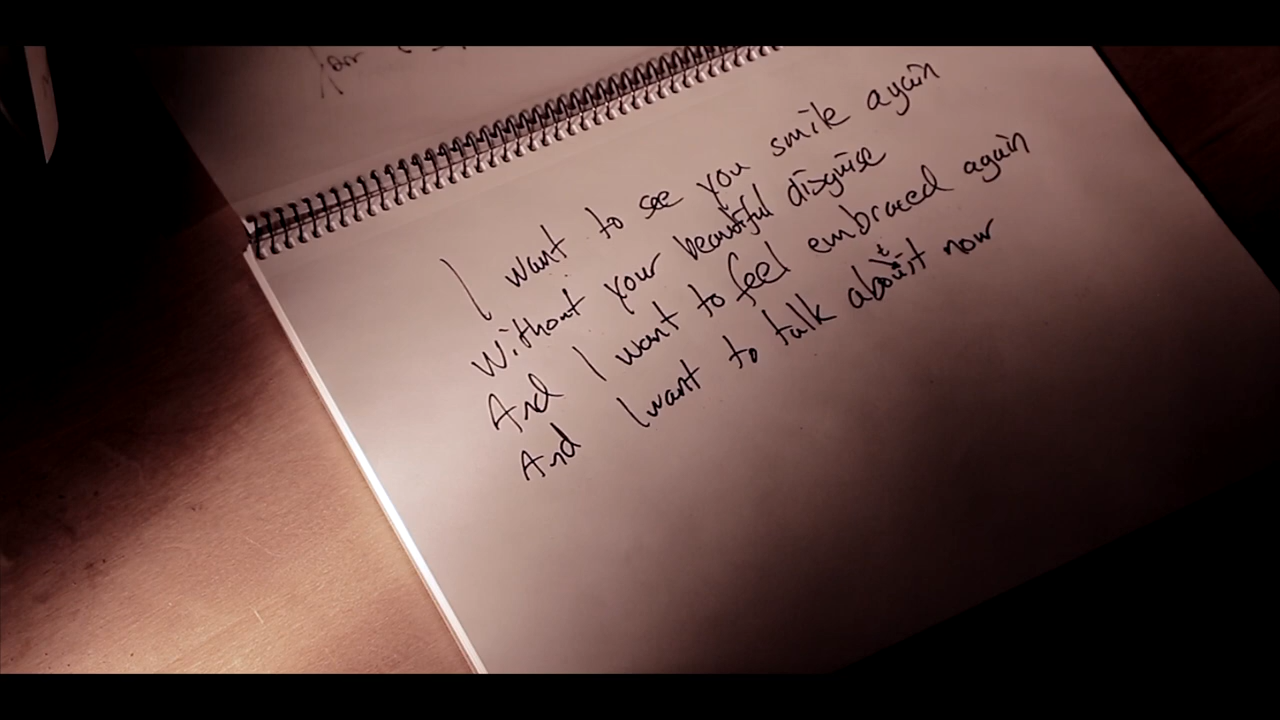 for
I want to see you smile again
Without your beautiful disguise
And I want to feel embraced again
And I want to talk about now